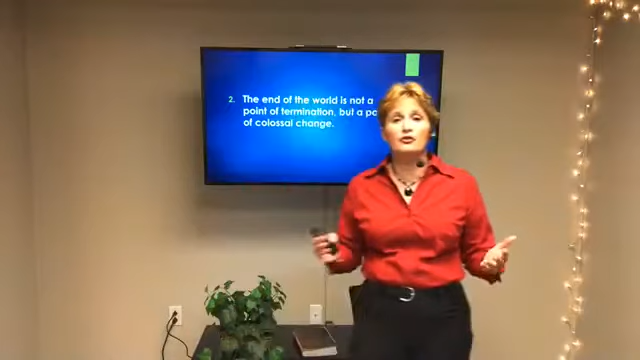 2. The end of the world is not a
point of termination, but a
of colossal change.